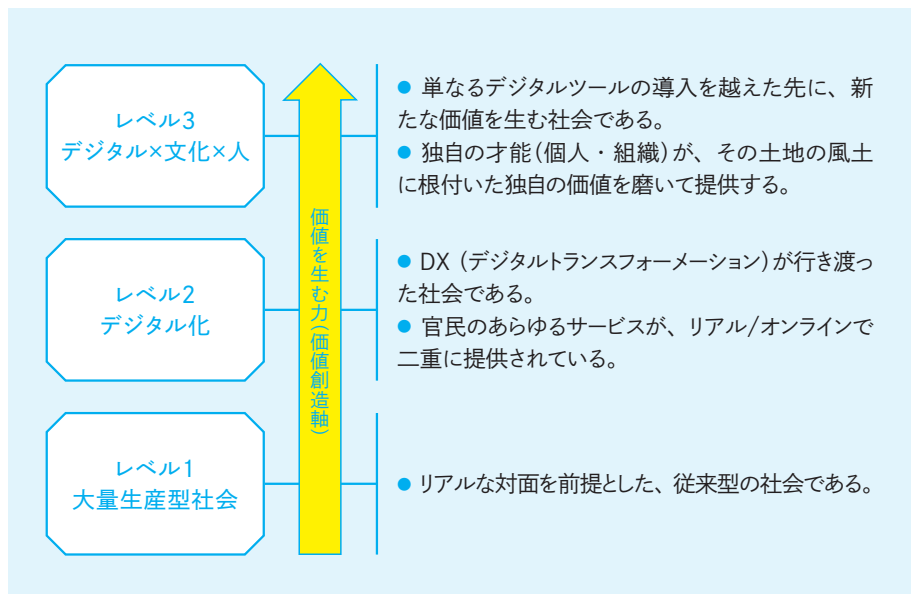 レベル3
デジタル×文化×人
● 単なるデジタルツールの導入を越えた先に、新
たな価値を生む社会である。
● 独自の才能(個人・組織)が、その土地の風土
に根付いた独自の価値を磨いて提供する。
価値を生む力(価値創造軸)
レベル2
デジタル化
● DX(デジタルトランスフォーメーション)が行き渡っ
た社会である。
● 官民のあらゆるサービスが、リアル/オンラインで
二重に提供されている。
レベル1
大量生産型社会
● リアルな対面を前提とした、従来型の社会である。